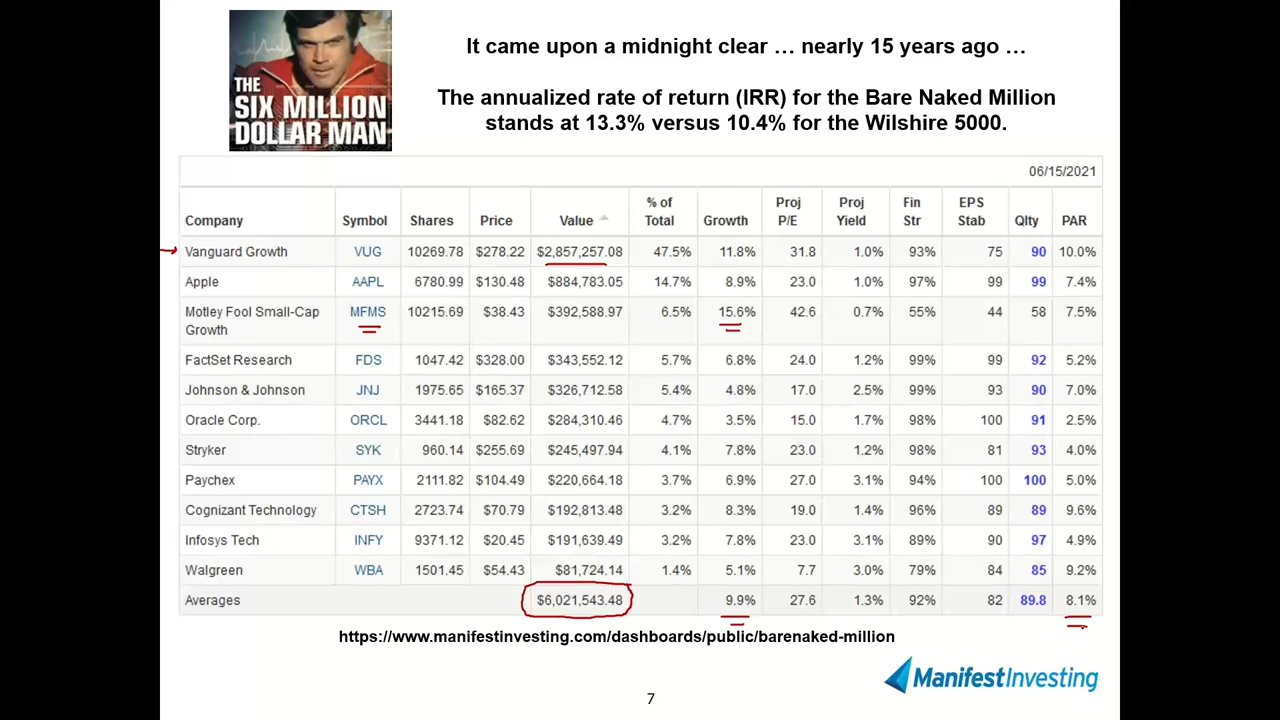 THE
SIX MILLION
DOLLAR MAN
It came upon a midnight clear … nearly 15 years ago …
The annualized rate of return (IRR) for the Bare Naked Million
stands at 13.3% versus 10.4% for the Wilshire 5000.
06/15/2021
Company Symbol Shares Price Value % of Total Growth Proj P/E Proj Yield Fin Str EPS Stab Qlty PAR
Vanguard Growth VUG 10269.78 $278.22 $2,857,257.08 47.5% 11.8% 31.8 1.0% 93% 75 90 10.0%
Apple AAPL 6780.99 $130.48 $884,783.05 14.7% 8.9% 23.0 1.0% 97% 99 99 7.4%
Motley Fool Small-Cap Growth MFMS 10215.69 $38.43 $392,588.97 6.5% 15.6% 42.6 0.7% 55% 44 58 7.5%
FactSet Research FDS 1047.42 $328.00 $343,552.12 5.7% 6.8% 24.0 1.2% 99% 99 92 5.2%
Johnson & Johnson JNJ 1975.65 $165.37 $326,712.58 5.4% 4.8% 17.0 2.5% 99% 93 90 7.0%
Oracle Corp. ORCL 3441.18 $82.62 $284,310.46 4.7% 3.5% 15.0 1.7% 98% 100 91 2.5%
Stryker SYK 960.14 $255.69 $245,497.94 4.1% 7.8% 23.0 1.2% 98% 81 93 4.0%
Paychex PAYX 2111.82 $104.49 $220,664.18 3.7% 6.9% 27.0 3.1% 94% 100 100 5.0%
Cognizant Technology CTSH 2723.74 $70.79 $192,813.48 3.2% 8.3% 19.0 1.4% 96% 89 89 9.6%
Infosys Tech INFY 9371.12 $20.45 $191,639.49 3.2% 7.8% 23.0 3.1% 89% 90 97 4.9%
Walgreen WBA 1501.45 $54.43 $81,724.14 1.4% 5.1% 7.7 3.0% 79% 84 85 9.2%
Averages $6,021,543.48 9.9% 27.6 1.3% 92% 82 89.8 8.1%
https://www.manifestinvesting.com/dashboards/public/barenaked-million
ManifestInvesting
7